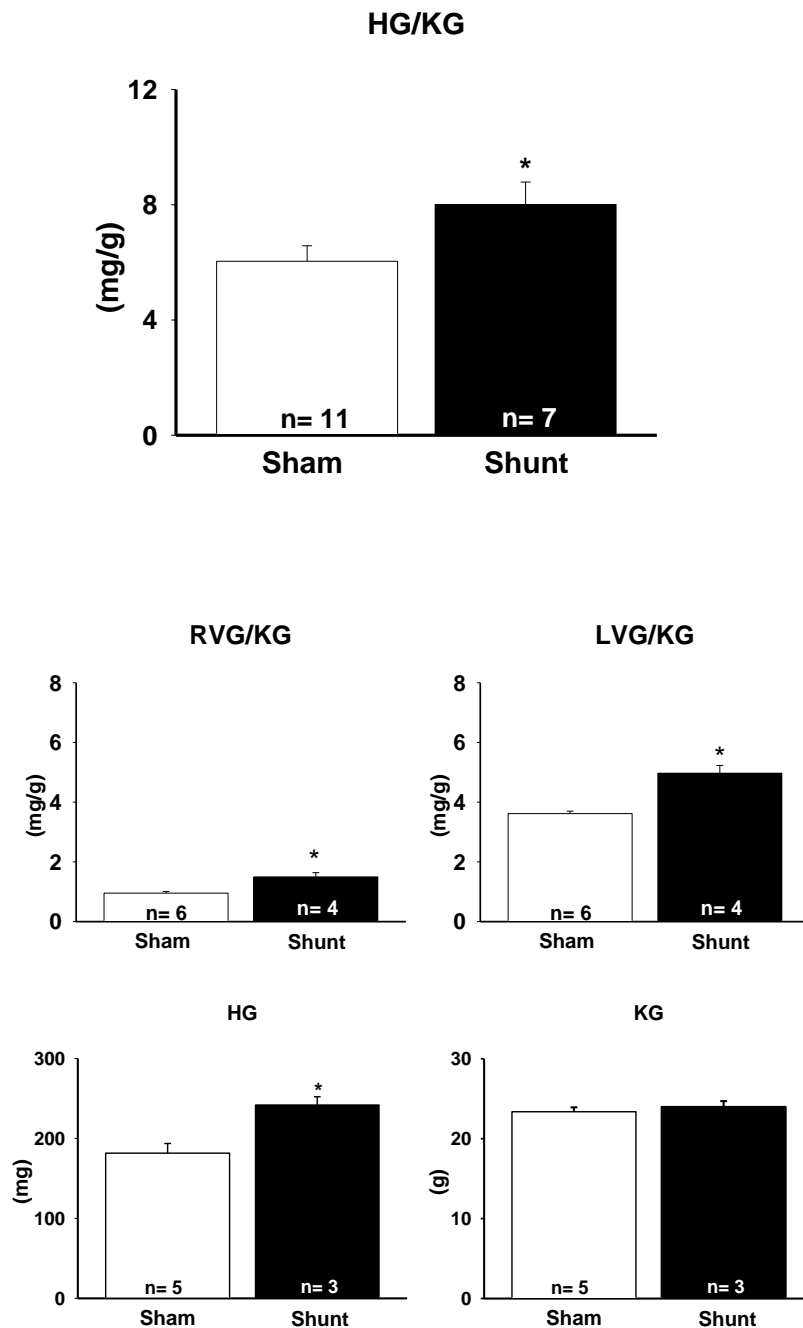 HG/KG
12
*
8
(mg/g)
4
n= 11
n= 7
0
Sham
Shunt
RVG/KG
8
6
(mg/g)
4
*
2
n= 6
n= 4
0
Sham
Shunt
LVG/KG
8
6
*
(mg/g)
4
2
n= 6
n= 4
0
Sham
Shunt
HG
300
*
200
(mg)
100
n= 5
n= 3
0
Sham
Shunt
KG
30
20
(g)
10
n= 5
n= 3
0
Sham
Shunt